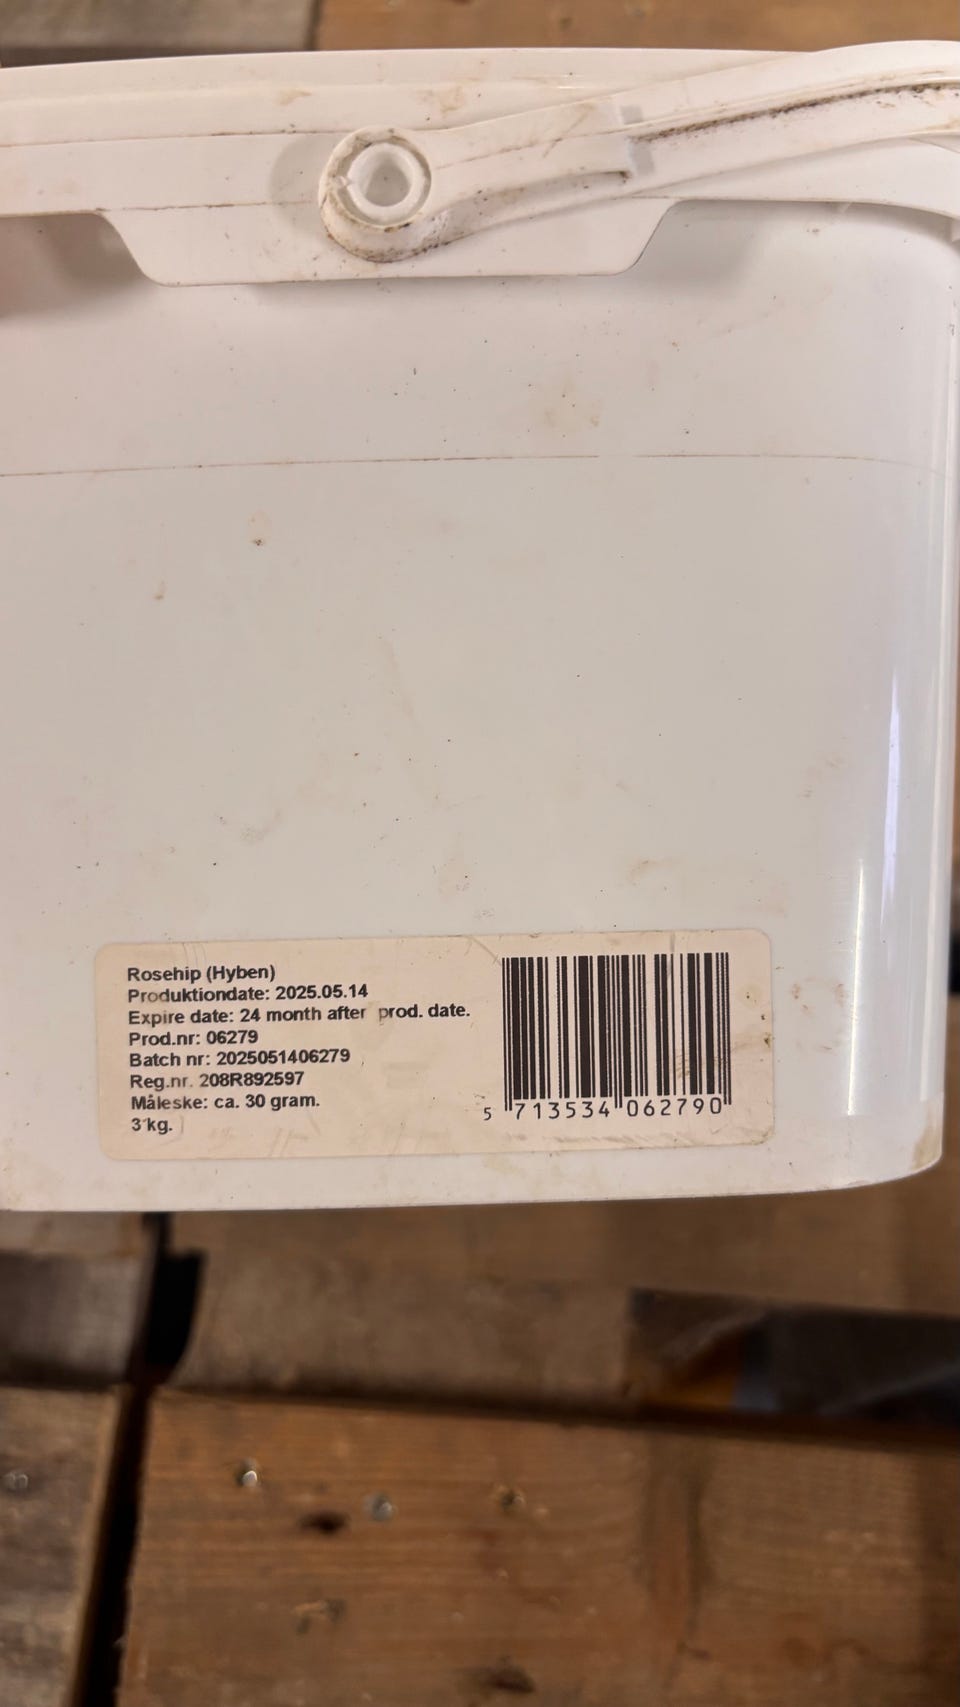 Rosehip (Hyben)
Produktiondate: 2025.05.14
Expire date: 24 month after prod. date.
Prod.nr: 06279
Batch nr: 2025051406279
Reg.nr. 208R892597
Måleske: ca. 30 gram.
3 kg.
5 713534 062790